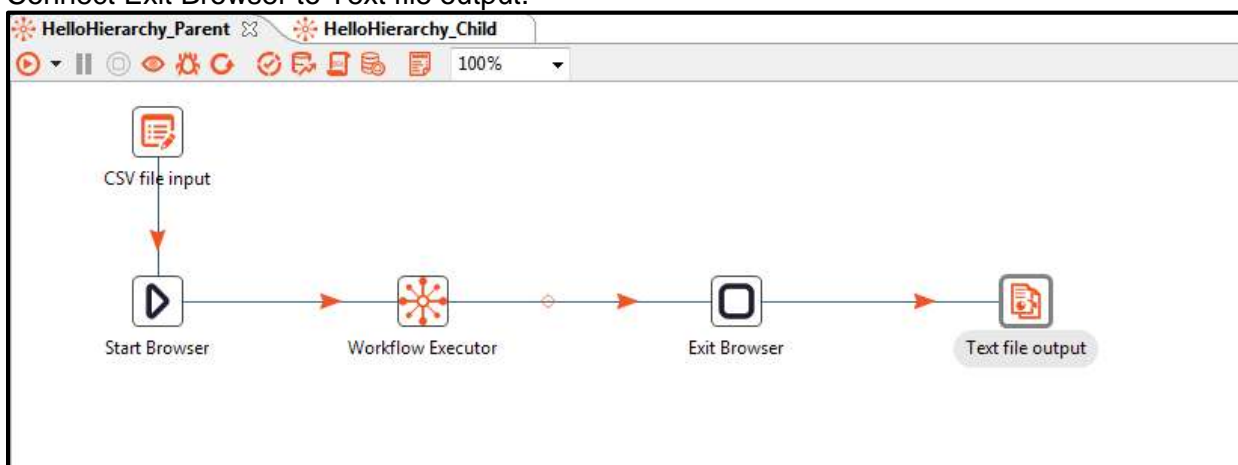 Connect Exit Browser to Text file output.
HelloHierarchy_Parent HelloHierarchy_Child
100%
CSV file input
Start Browser Workflow Executor Exit Browser Text file output